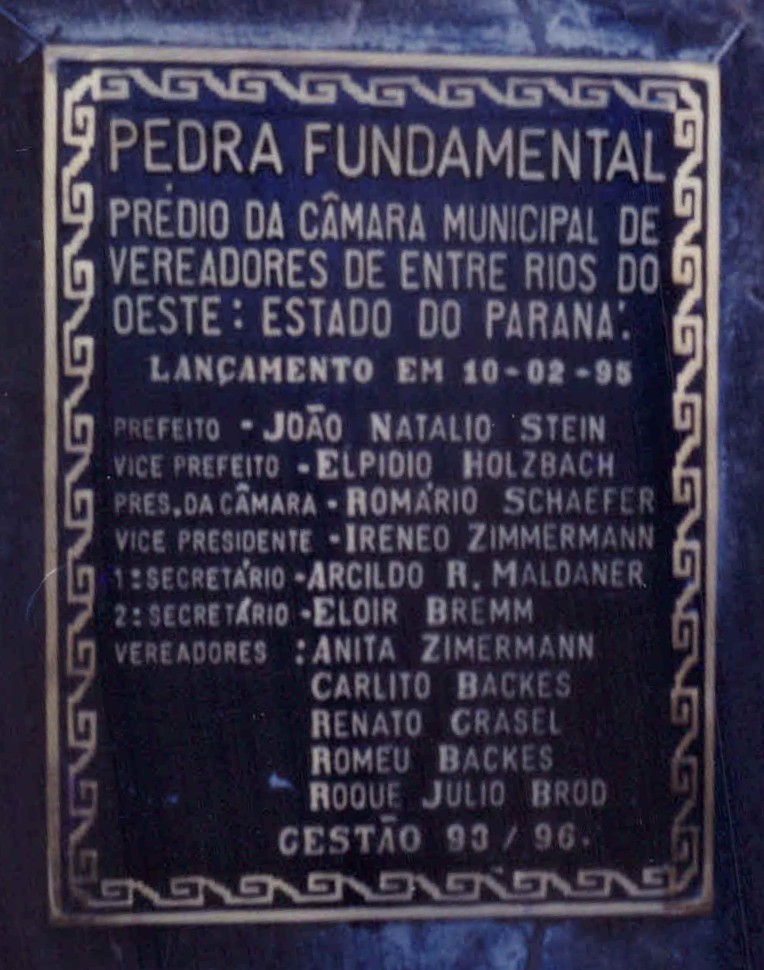 PEDRA FUNDAMENTAL
PRÉDIO DA CÂMARA MUNICIPAL DE
VEREADORES DE ENTRE RIOS DO
OESTE: ESTADO DO PARANÁ.
LANÇAMENTO EM 10-02-95
PREFEITO - JOÃO NATALIO STEIN
VICE PREFEITO - ELPIDIO HOLZBACH
PRES. DA CÂMARA - ROMÁRIO SCHAEFER
VICE PRESIDENTE - IRENEO ZIMMERMANN
1: SECRETÁRIO - ARCILDO R. MALDANER
2: SECRETÁRIO - ELOIR BREMM
VEREADORES : ANITA ZIMERMANN
CARLITO BACKES
RENATO GRASEL
ROMEU BACKES
ROQUE JULIO BROD
GESTÃO 93 / 96.